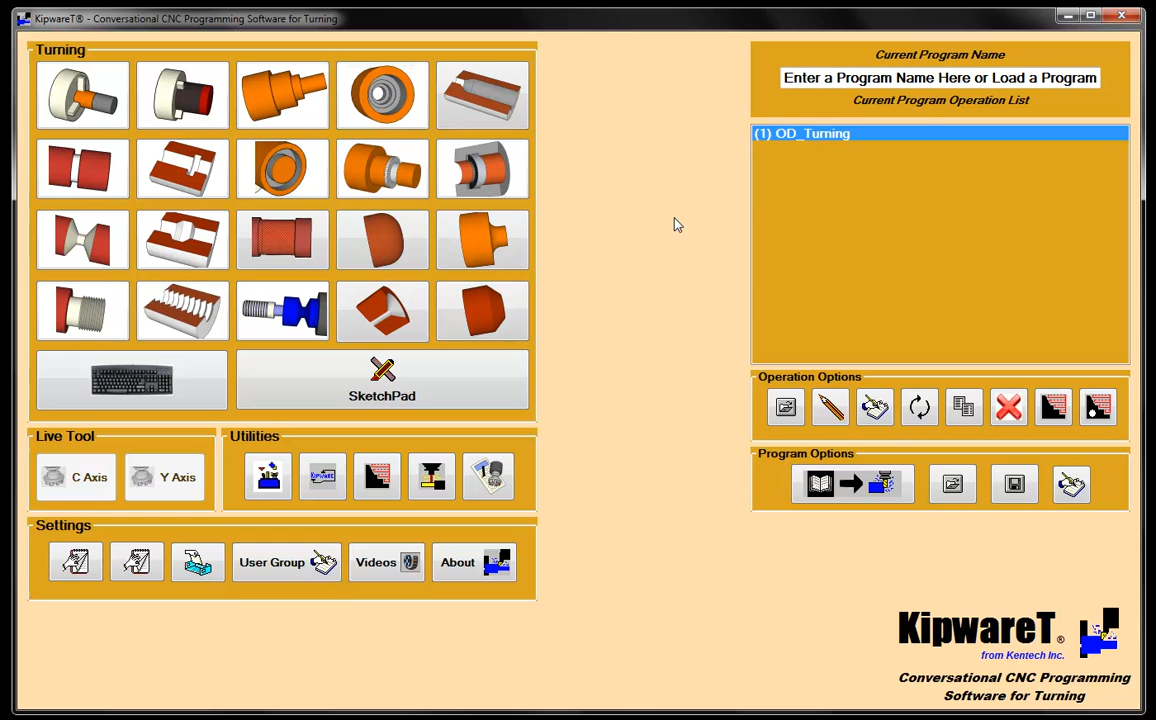 KipwareT® - Conversational CNC Programming Software for Turning
Turning
SketchPad
Live Tool
C Axis
Y Axis
Utilities
KIPWARE
Settings
User Group
Videos
About
Current Program Name
Enter a Program Name Here or Load a Program
Current Program Operation List
(1) OD_Turning
Operation Options
Program Options
KipwareT®
from Kentech Inc.
Conversational CNC Programming
Software for Turning